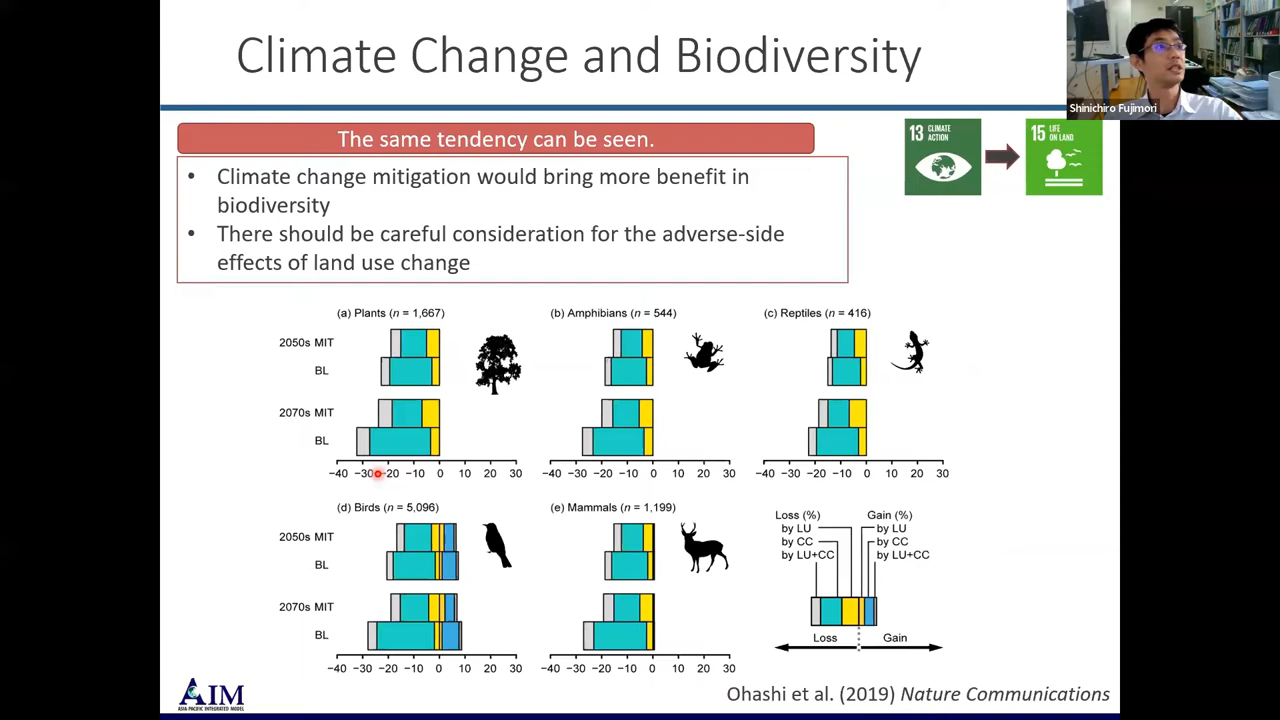 Climate Change and Biodiversity
Shinichiro Fujimori
The same tendency can be seen.
13 CLIMATE
ACTION
15 LIFE
ON LAND
• Climate change mitigation would bring more benefit in
biodiversity
• There should be careful consideration for the adverse-side
effects of land use change
(a) Plants (n = 1,667)
2050s MIT
BL
2070s MIT
BL
−40 −30 −20 −10 0 10 20 30
(b) Amphibians (n = 544)
−40 −30 −20 −10 0 10 20 30
(c) Reptiles (n = 416)
−40 −30 −20 −10 0 10 20 30
(d) Birds (n = 5,096)
2050s MIT
BL
2070s MIT
BL
−40 −30 −20 −10 0 10 20 30
(e) Mammals (n = 1,199)
−40 −30 −20 −10 0 10 20 30
Loss (%) Gain (%)
by LU by LU
by CC by CC
by LU+CC by LU+CC
Loss Gain
AIM
ASIA PACIFIC INTEGRATED MODEL
Ohashi et al. (2019) Nature Communications